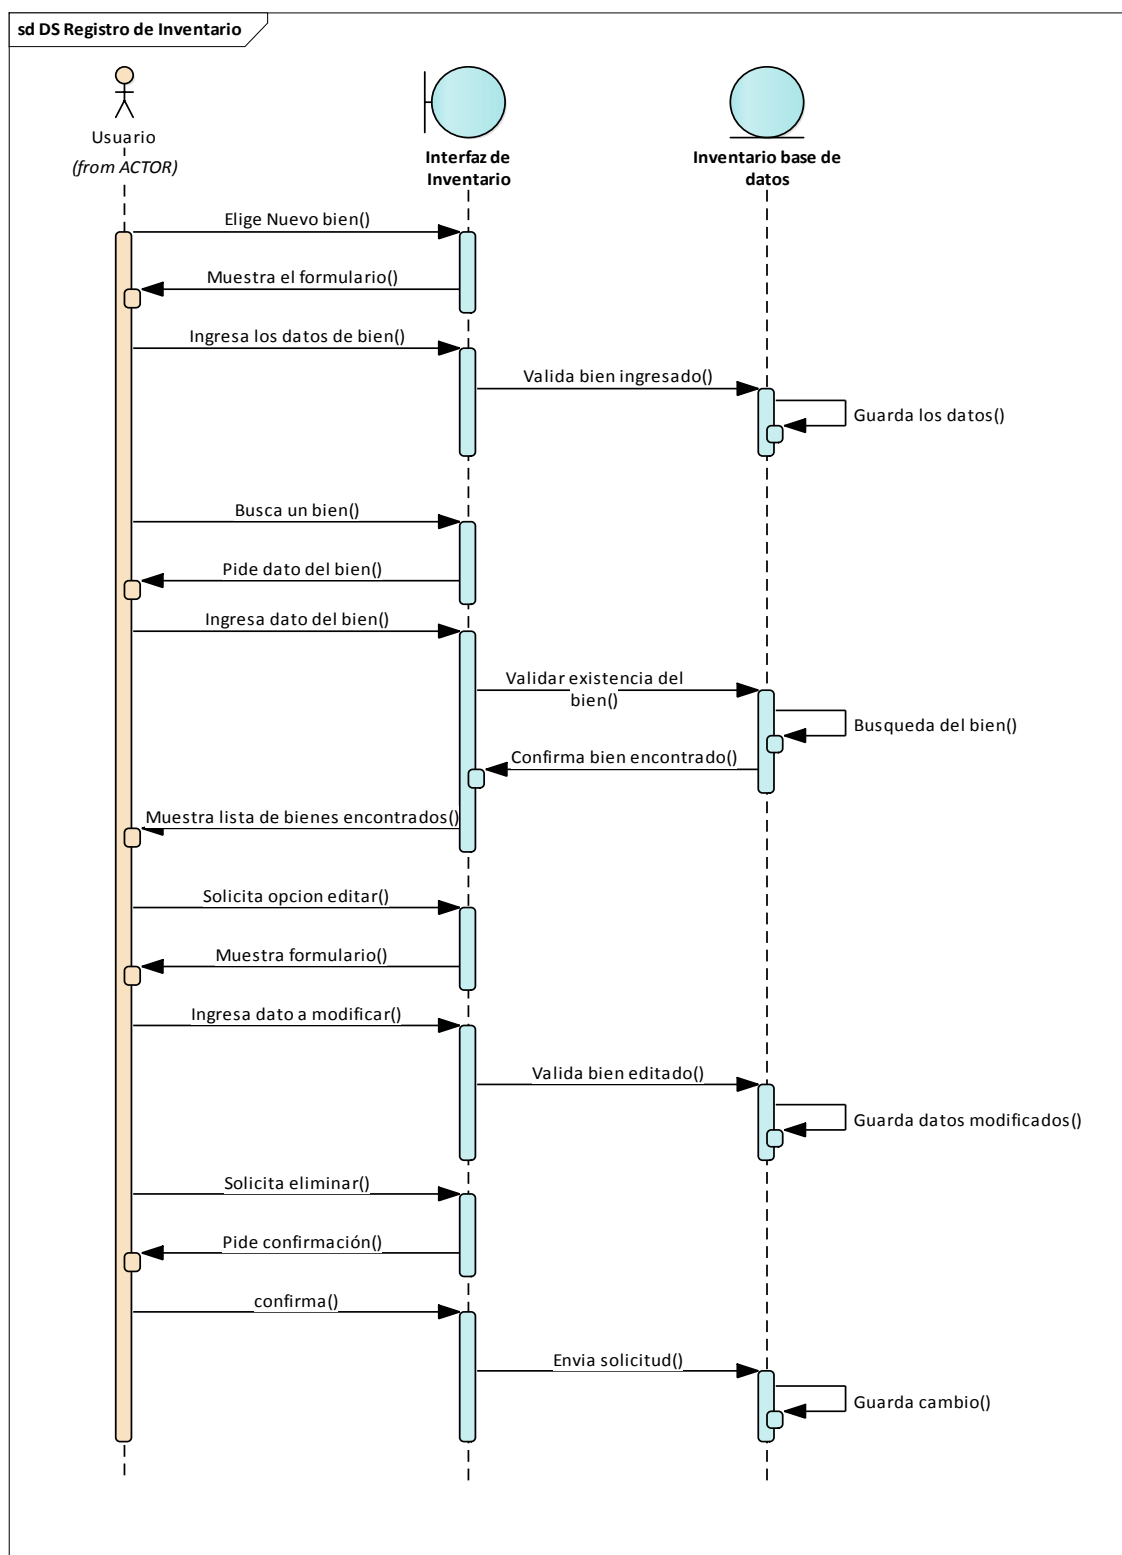 sd DS Registro de Inventario
Usuario
(from ACTOR)
Interfaz de
Inventario
Inventario base de
datos
Elige Nuevo bien()
Muestra el formulario()
Ingresa los datos de bien()
Valida bien ingresado()
Guarda los datos()
Busca un bien()
Pide dato del bien()
Ingresa dato del bien()
Validar existencia del
bien()
Busqueda del bien()
Confirma bien encontrado()
Muestra lista de bienes encontrados()
Solicita opcion editar()
Muestra formulario()
Ingresa dato a modificar()
Valida bien editado()
Guarda datos modificados()
Solicita eliminar()
Pide confirmación()
confirma()
Envia solicitud()
Guarda cambio()